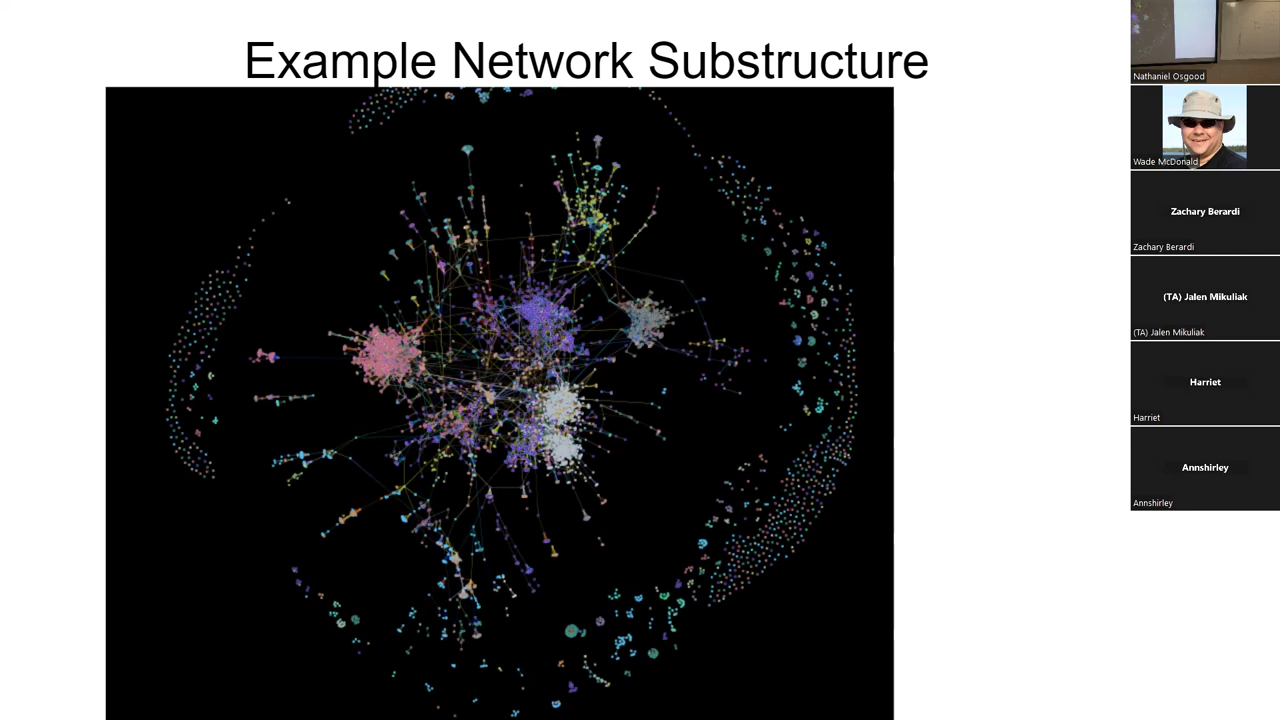 Example Network Substructure
Nathaniel Osgood
Wade McDonald
Zachary Berardi
Zachary Berardi
(TA) Jalen Mikuliak
(TA) Jalen Mikuliak
Harriet
Harriet
Annshirley
Annshirley